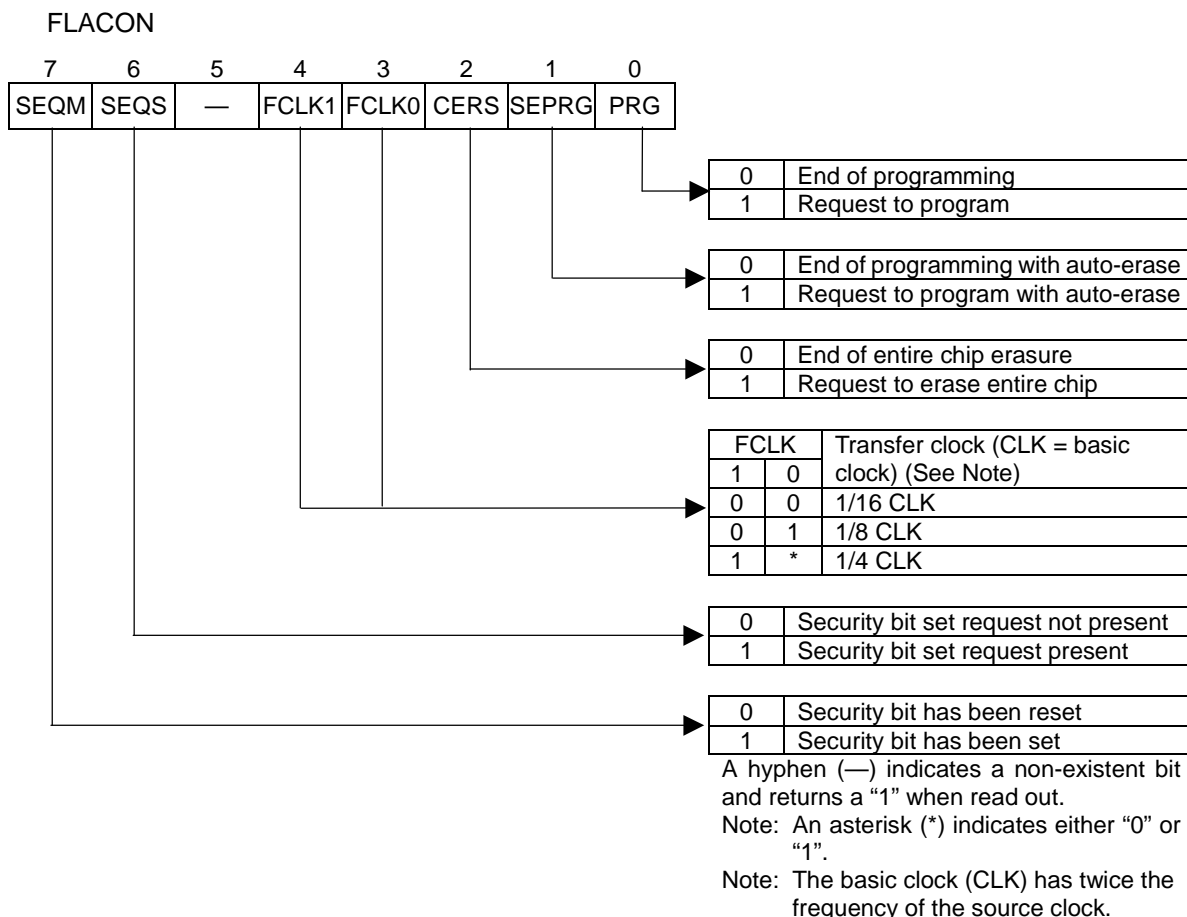 FLACON
7 6 5 4 3 2 1 0
SEQM SEQS — FCLK1 FCLK0 CERS SEPRG PRG
0 End of programming
1 Request to program
0 End of programming with auto-erase
1 Request to program with auto-erase
0 End of entire chip erasure
1 Request to erase entire chip
FCLK Transfer clock (CLK = basic
1 0 clock) (See Note)
0 0 1/16 CLK
0 1 1/8 CLK
1 * 1/4 CLK
0 Security bit set request not present
1 Security bit set request present
0 Security bit has been reset
1 Security bit has been set
A hyphen (—) indicates a non-existent bit
and returns a “1” when read out.
Note: An asterisk (*) indicates either “0” or
“1”.
Note: The basic clock (CLK) has twice the
frequency of the source clock.